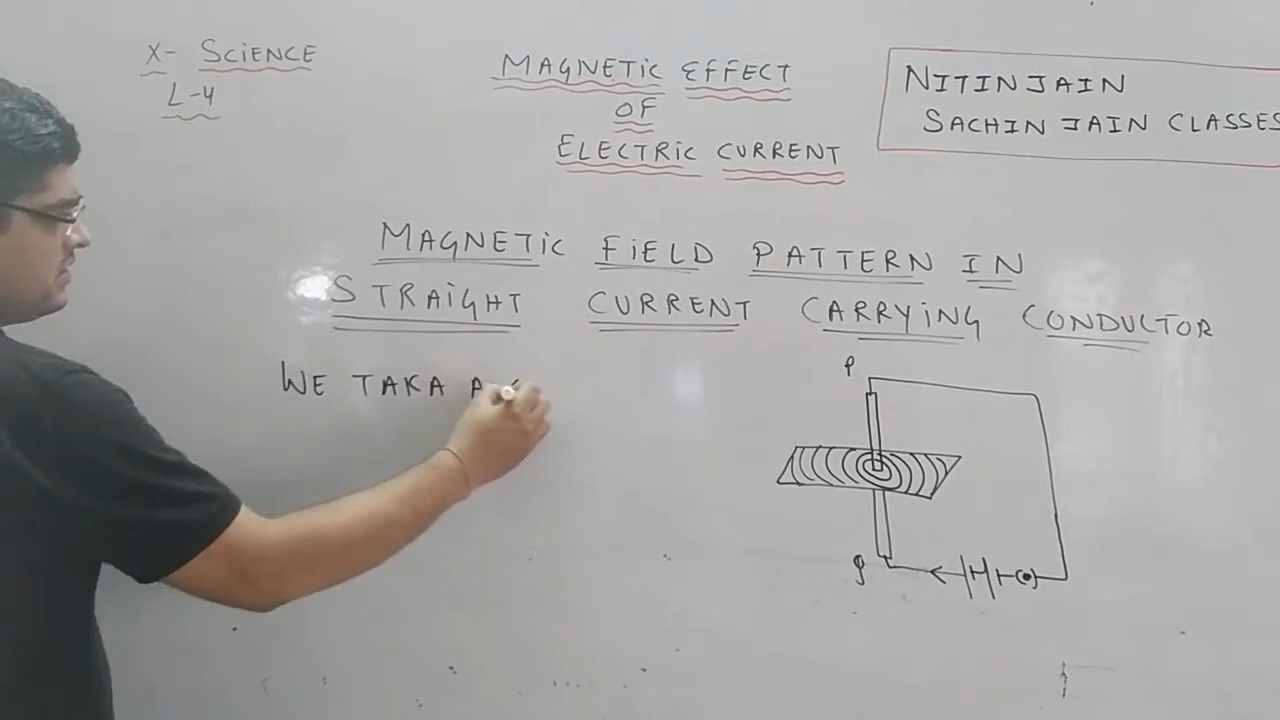 X- SCiENCE
L-4
MAGNETiC EFFECT
OF
ELECTRiC CURRENT
NITIN JAIN
SACHIN JAIN CLASSES
MAGNETiC FiELD PATTERN IN
STRAiGHT CURRENT CARRYiNG CONDUCTOR
WE TAKA A
P